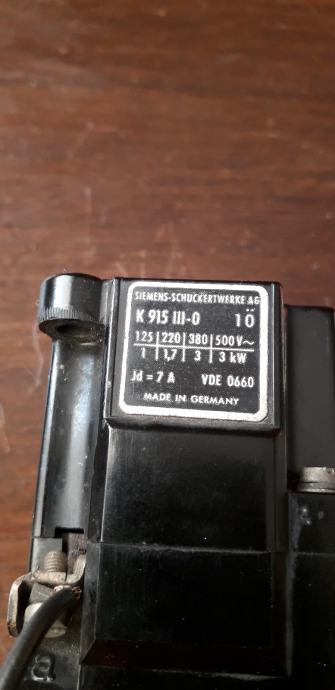 SIEMENS-SCHUCKERTWERKE AG
K 915 III-0 1Ö
125 220 380 500 V~
1 1,7 3 3 kW
Jd = 7 A VDE 0660
MADE IN GERMANY
a